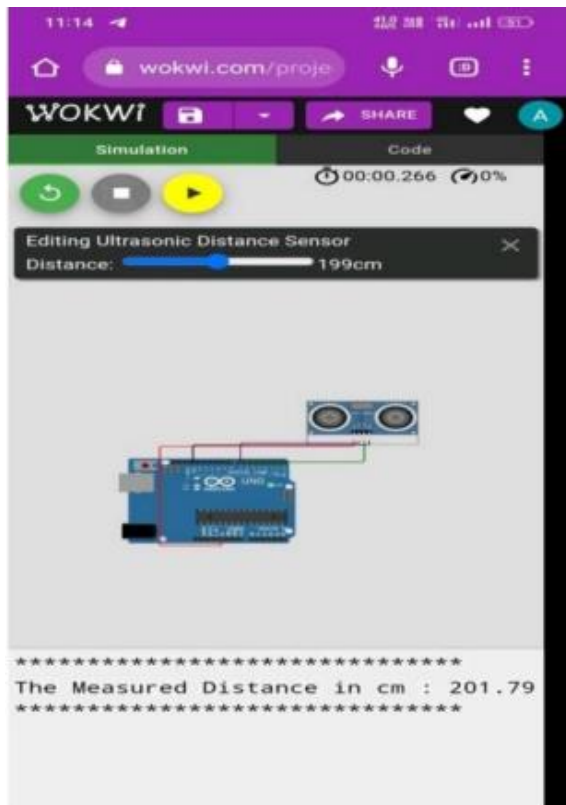 11:14
wokwi.com/proje
:D
WOKWi
SHARE
A
Simulation
Code
00:00.266
0%
Editing Ultrasonic Distance Sensor
Distance:
199cm
UNO
*******************************
The Measured Distance in cm : 201.79
*******************************